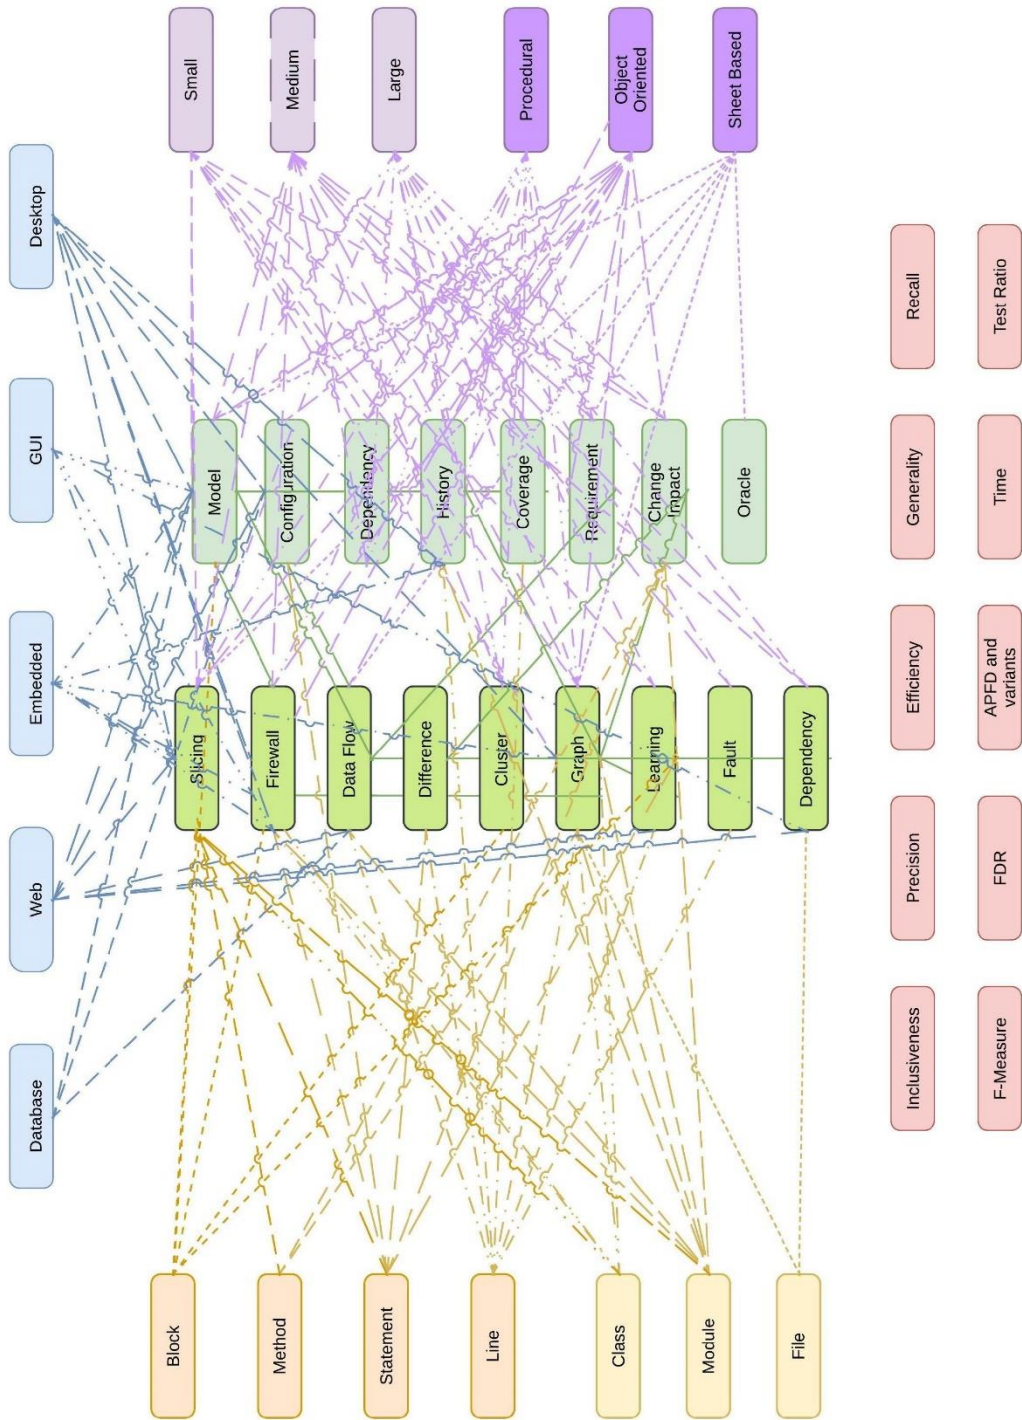 Block
Method
Statement
Line
Class
Module
File
Database
Web
Embedded
GUI
Desktop
Slicing
Firewall
Data Flow
Difference
Cluster
Graph
Learning
Fault
Dependency
Model
Configuration
Dependency
History
Coverage
Requirement
Change
Impact
Oracle
Small
Medium
Large
Procedural
Object
Oriented
Sheet Based
Inclusiveness
Precision
Efficiency
Generality
Recall
F-Measure
FDR
APFD and
variants
Time
Test Ratio